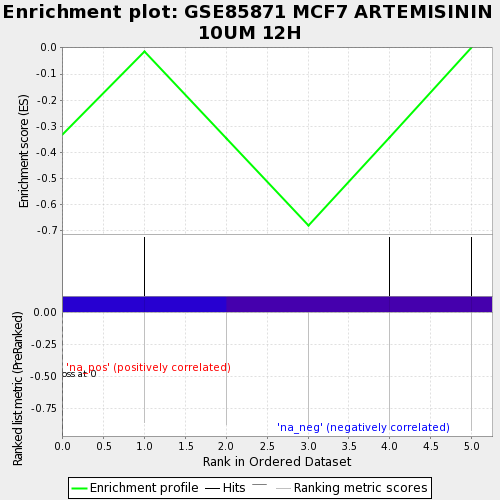 Enrichment plot: GSE85871 MCF7 ARTEMISININ
10UM 12H
Enrichment score (ES)
0.0
-0.1
-0.2
-0.3
-0.4
-0.5
-0.6
-0.7
Ranked list metric (PreRanked)
0.00
-0.25
-0.50
-0.75
'na_pos' (positively correlated)
oss at 0
'na_neg' (negatively correlated)
0.0 0.5 1.0 1.5 2.0 2.5 3.0 3.5 4.0 4.5 5.0
Rank in Ordered Dataset
Enrichment profile Hits Ranking metric scores